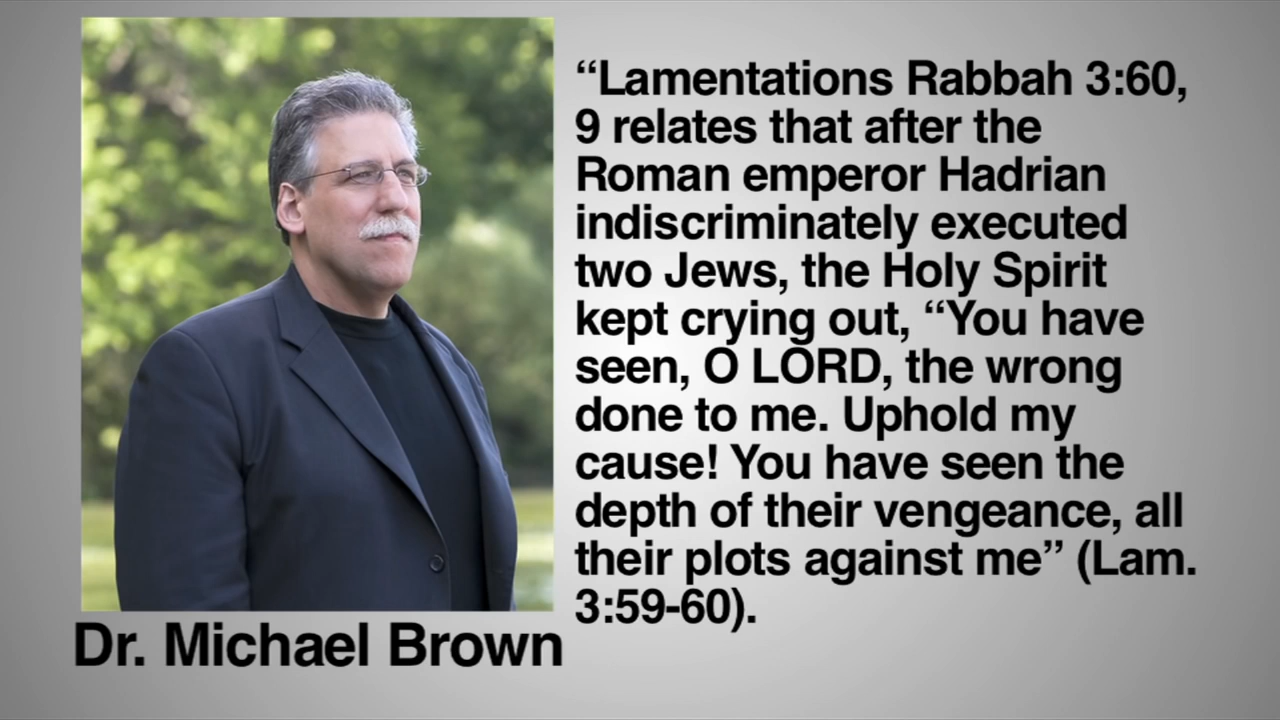 “Lamentations Rabbah 3:60,
9 relates that after the
Roman emperor Hadrian
indiscriminately executed
two Jews, the Holy Spirit
kept crying out, “You have
seen, O LORD, the wrong
done to me. Uphold my
cause! You have seen the
depth of their vengeance, all
their plots against me” (Lam.
3:59-60).
Dr. Michael Brown